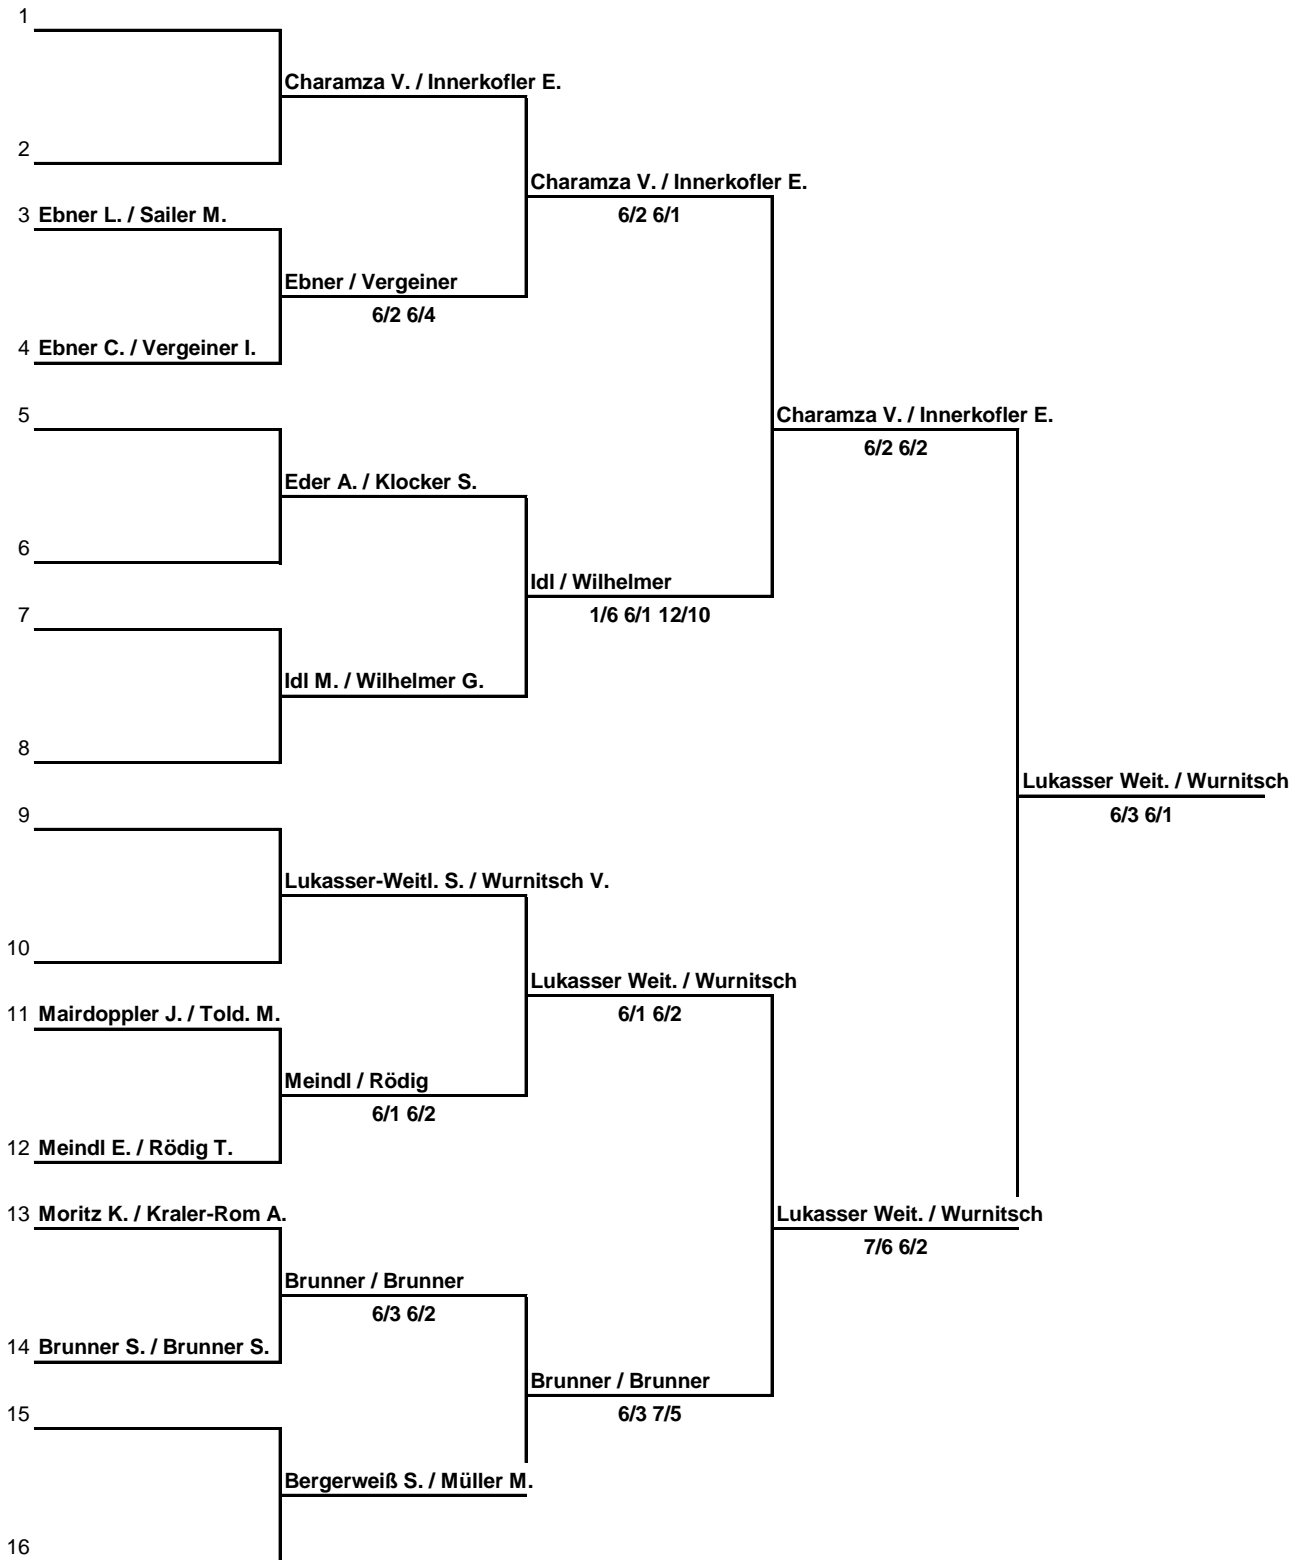 1
Charamza V. / Innerkofler E.
2
Charamza V. / Innerkofler E.
6/2 6/1
3 Ebner L. / Sailer M.
Ebner / Vergeiner
6/2 6/4
4 Ebner C. / Vergeiner I.
5
Charamza V. / Innerkofler E.
6/2 6/2
Eder A. / Klocker S.
6
Idl / Wilhelmer
1/6 6/1 12/10
7
Idl M. / Wilhelmer G.
8
Lukasser Weit. / Wurnitsch
6/3 6/1
9
Lukasser-Weitl. S. / Wurnitsch V.
10
Lukasser Weit. / Wurnitsch
6/1 6/2
11 Mairdoppler J. / Told. M.
Meindl / Rödig
6/1 6/2
12 Meindl E. / Rödig T.
13 Moritz K. / Kraler-Rom A.
Lukasser Weit. / Wurnitsch
7/6 6/2
Brunner / Brunner
6/3 6/2
14 Brunner S. / Brunner S.
Brunner / Brunner
6/3 7/5
15
Bergerweiß S. / Müller M.
16